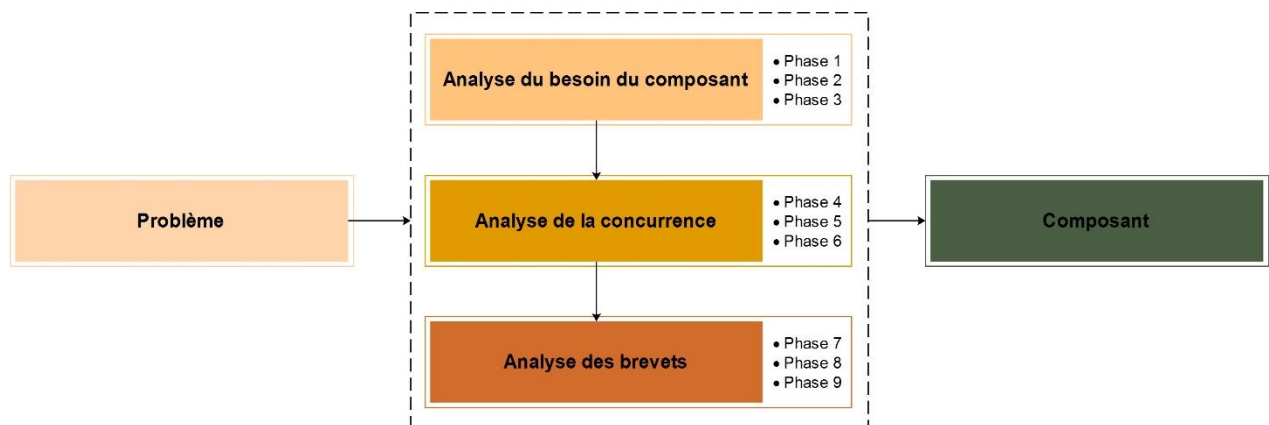 Analyse du besoin du composant
• Phase 1
• Phase 2
• Phase 3
Problème
Analyse de la concurrence
• Phase 4
• Phase 5
• Phase 6
Composant
Analyse des brevets
• Phase 7
• Phase 8
• Phase 9